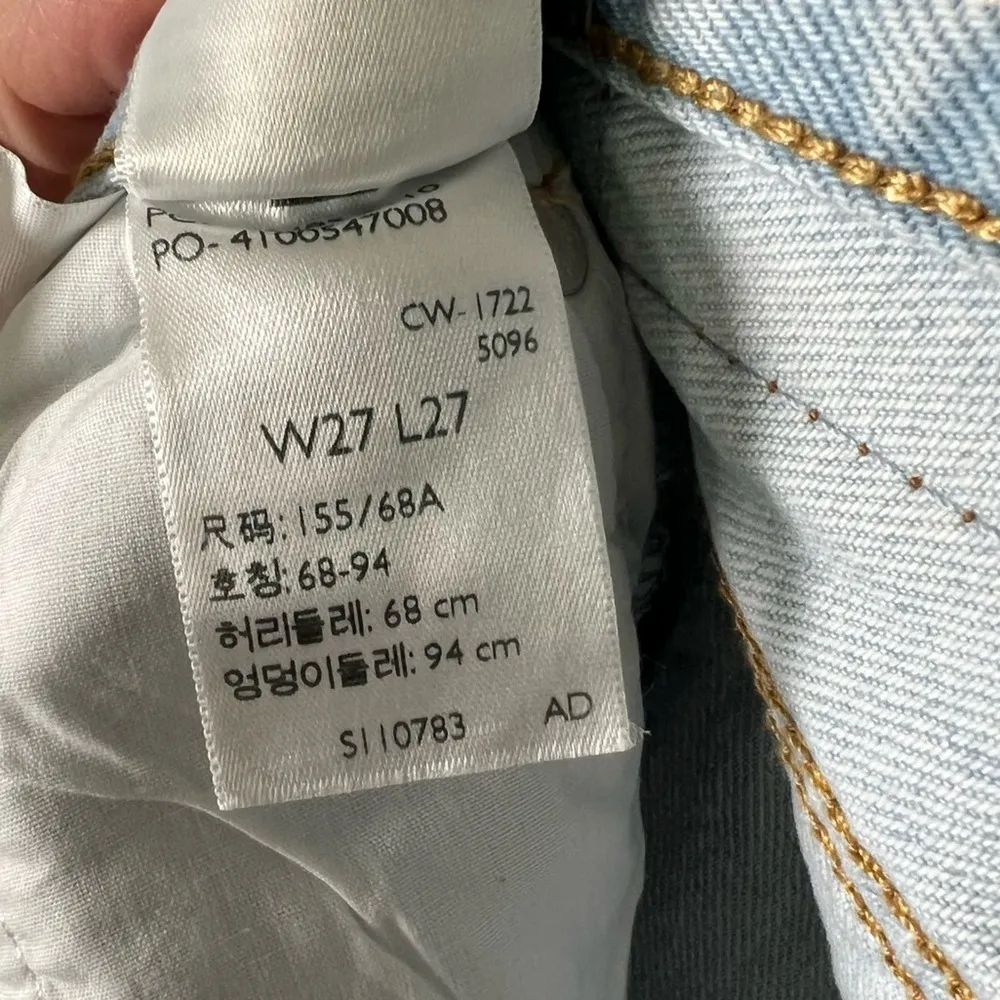 PO- 4166547008
CW- 1722
5096
W27 L27
尺码: 155/68A
호칭: 68-94
허리둘레: 68 cm
엉덩이둘레: 94 cm
S110783 AD